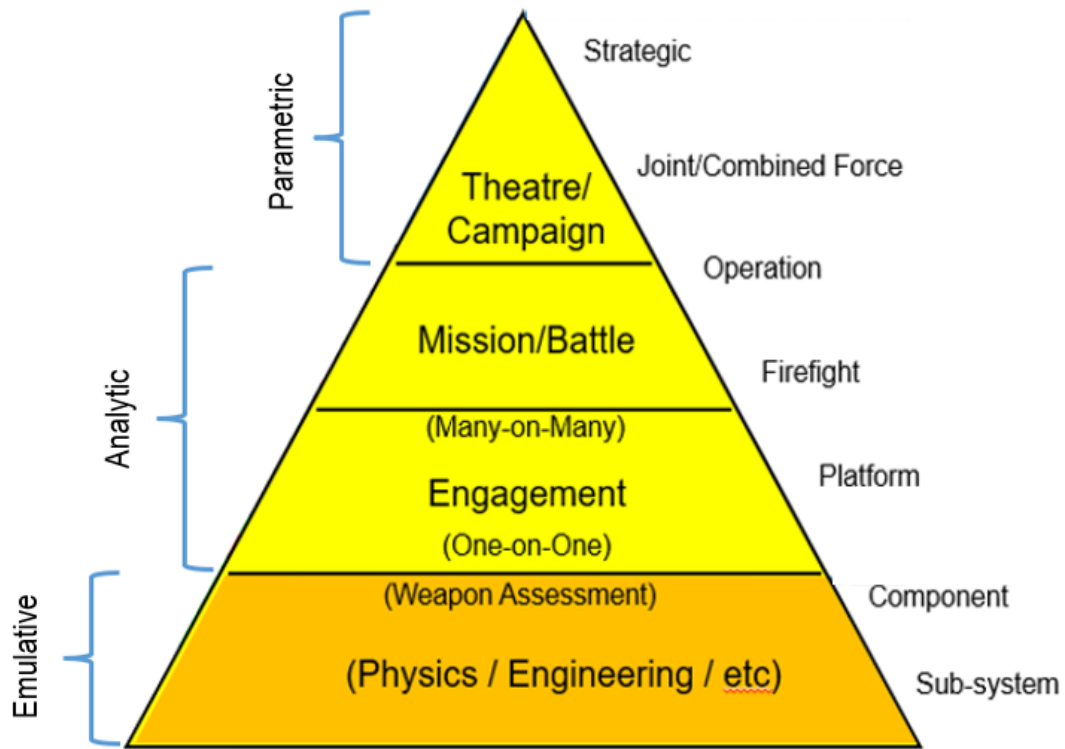 Strategic
Parametric
Joint/Combined Force
Theatre/
Campaign
Operation
Mission/Battle
Firefight
Analytic
(Many-on-Many)
Platform
Engagement
(One-on-One)
(Weapon Assessment)
Component
Emulative
(Physics / Engineering / etc)
Sub-system